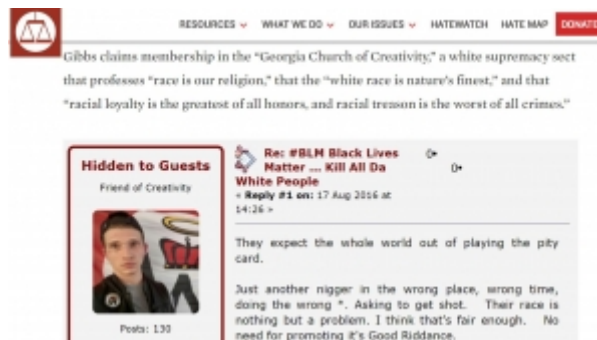 RESOURCES WHAT WE DO OUR ISSUES HATEWATCH HATE MAP DONATE
Gibbs claims membership in the “Georgia Church of Creativity,” a white supremacy sect
that professes “race is our religion,” that the “white race is nature's finest,” and that
“racial loyalty is the greatest of all honors, and racial treason is the worst of all crimes.”
Hidden to Guests
Friend of Creativity
Posts: 130
Re: #BLM Black Lives
Matter ... Kill All Da
White People
« Reply #1 on: 17 Aug 2016 at
14:26 »
They expect the whole world out of playing the pity
card.
Just another nigger in the wrong place, wrong time,
doing the wrong *. Asking to get shot. Their race is
nothing but a problem. I think that's fair enough. No
need for promoting it's Good Riddance.